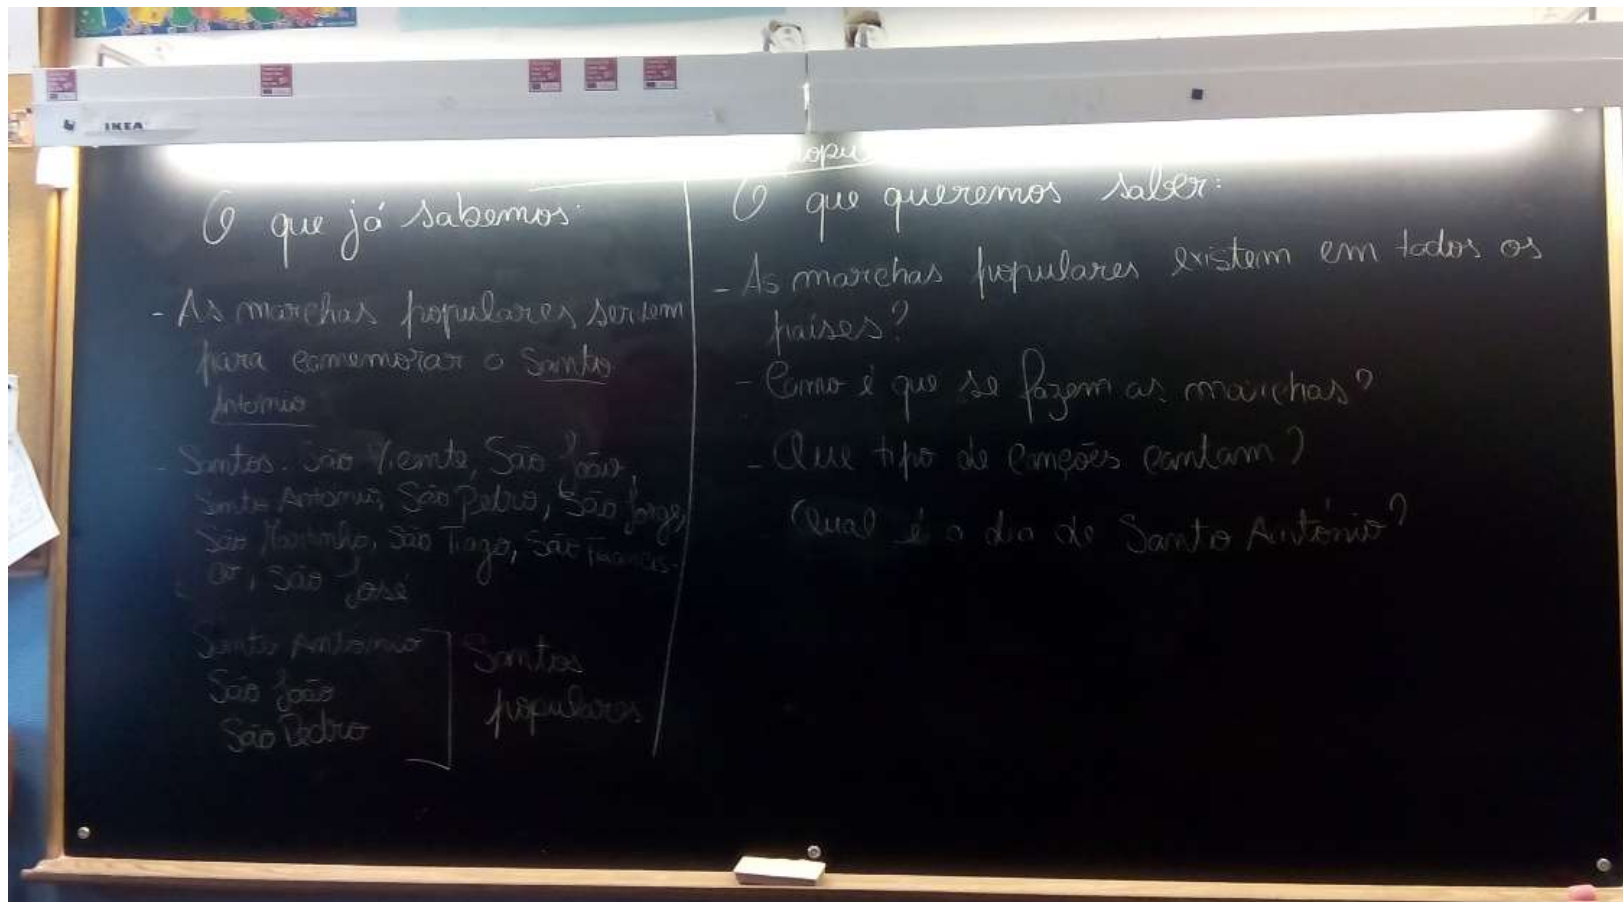 IKEA
popu
O que já sabemos:
- As marchas populares servem
para comemorar o Santo
António
- Santos. São Vicente, São João,
Santo António, São Pedro, São Jorge,
São Martinho, São Tiago, São Francis-
co, São José
Santo António
São João
São Pedro
Santos
populares
O que queremos saber:
- As marchas populares existem em todos os
países?
- Como é que se fazem as marchas?
- Que tipo de canções cantam?
Qual é o dia de Santo António?